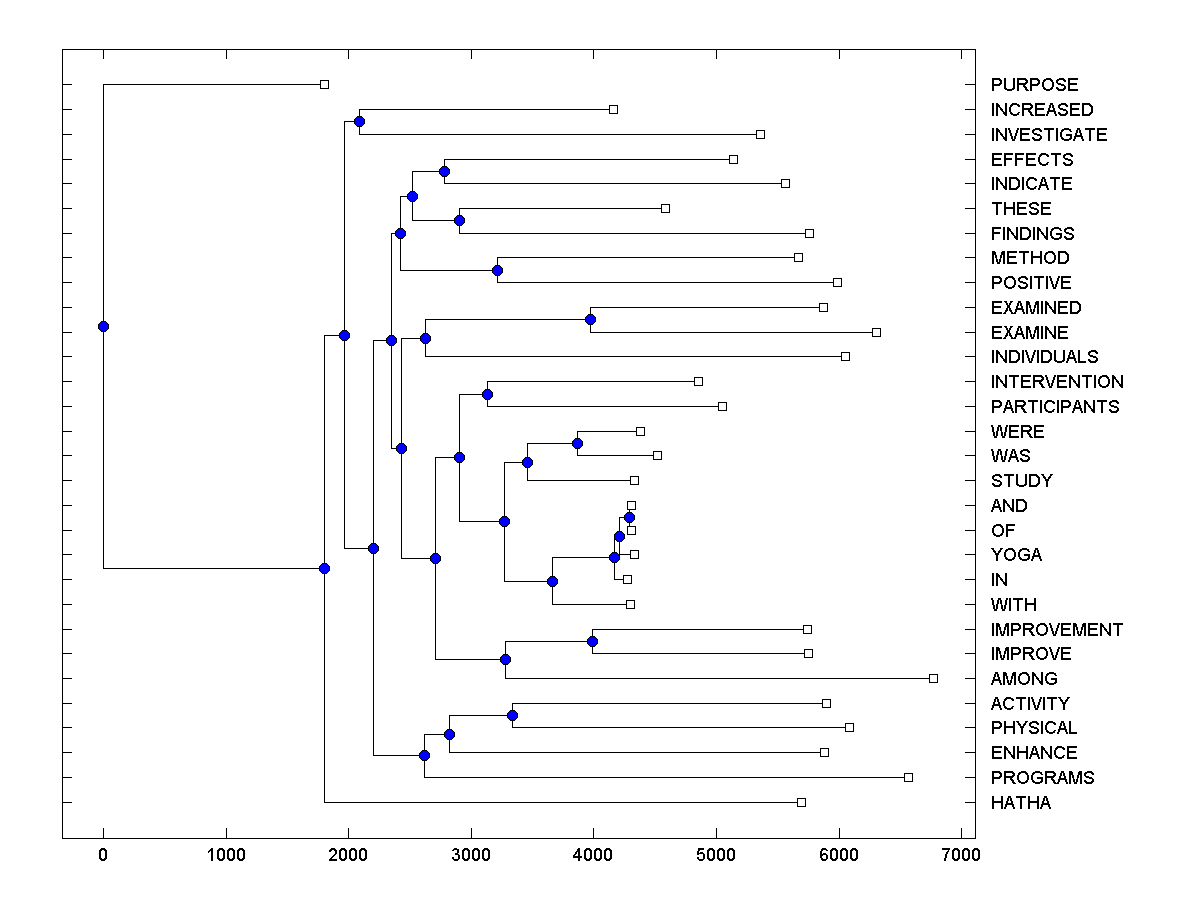 PURPOSE
INCREASED
INVESTIGATE
EFFECTS
INDICATE
THESE
FINDINGS
METHOD
POSITIVE
EXAMINED
EXAMINE
INDIVIDUALS
INTERVENTION
PARTICIPANTS
WERE
WAS
STUDY
AND
OF
YOGA
IN
WITH
IMPROVEMENT
IMPROVE
AMONG
ACTIVITY
PHYSICAL
ENHANCE
PROGRAMS
HATHA
0 1000 2000 3000 4000 5000 6000 7000